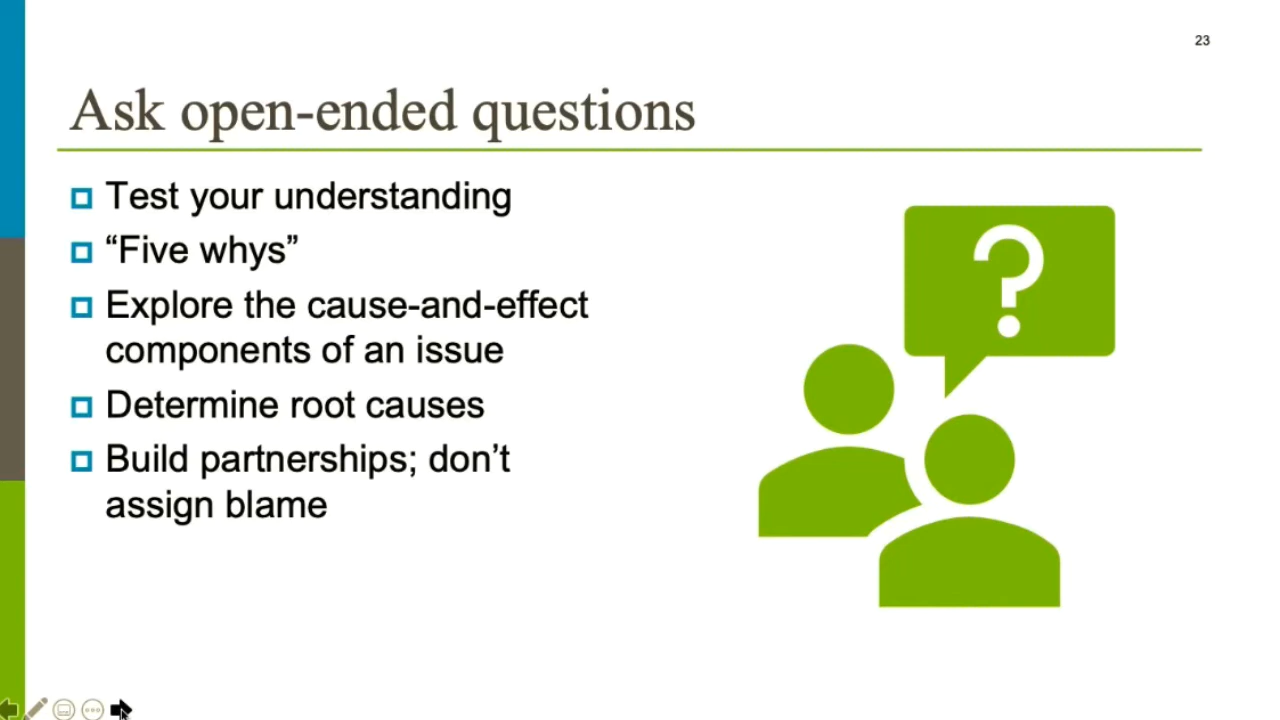 23
Ask open-ended questions
Test your understanding
“Five whys”
Explore the cause-and-effect
components of an issue
Determine root causes
Build partnerships; don’t
assign blame
?